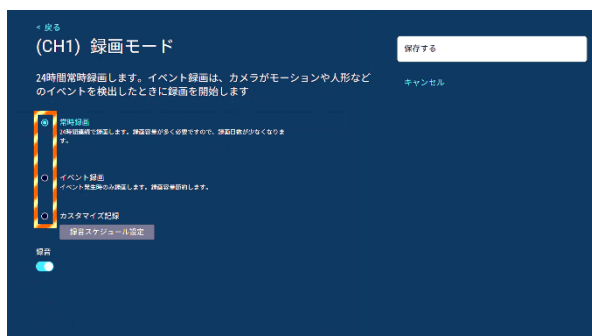 < 戻る
(CH1) 録画モード
保存する
24時間常時録画します。イベント録画は、カメラがモーションや人形など
のイベントを検出したときに録画を開始します
キャンセル
常時録画
24時間連続で録画します。録画容量が多く必要ですので、録画日数が少なくなりま
す。
イベント録画
イベント発生時のみ録画します。録画容量節約します。
カスタマイズ記録
録音スケジュール設定
録音